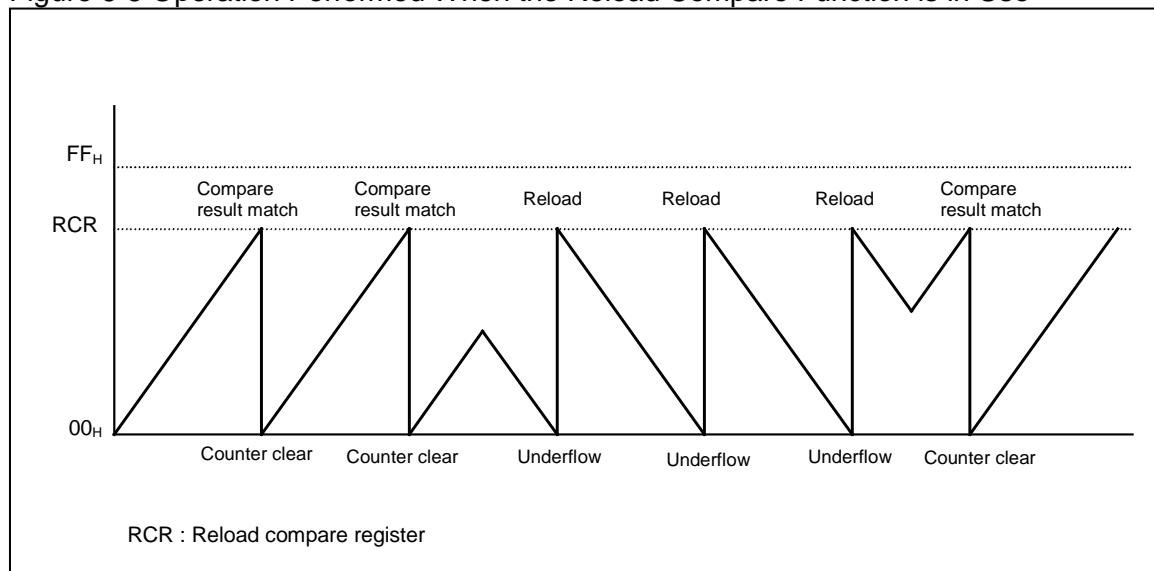 Figure 3-3 Operation Performed When the Reload Compare Function is in Use
FFH
Compare
result match
Compare
result match
Reload
Reload
Reload
Compare
result match
RCR
00H
Counter clear
Counter clear
Underflow
Underflow
Underflow
Counter clear
RCR : Reload compare register